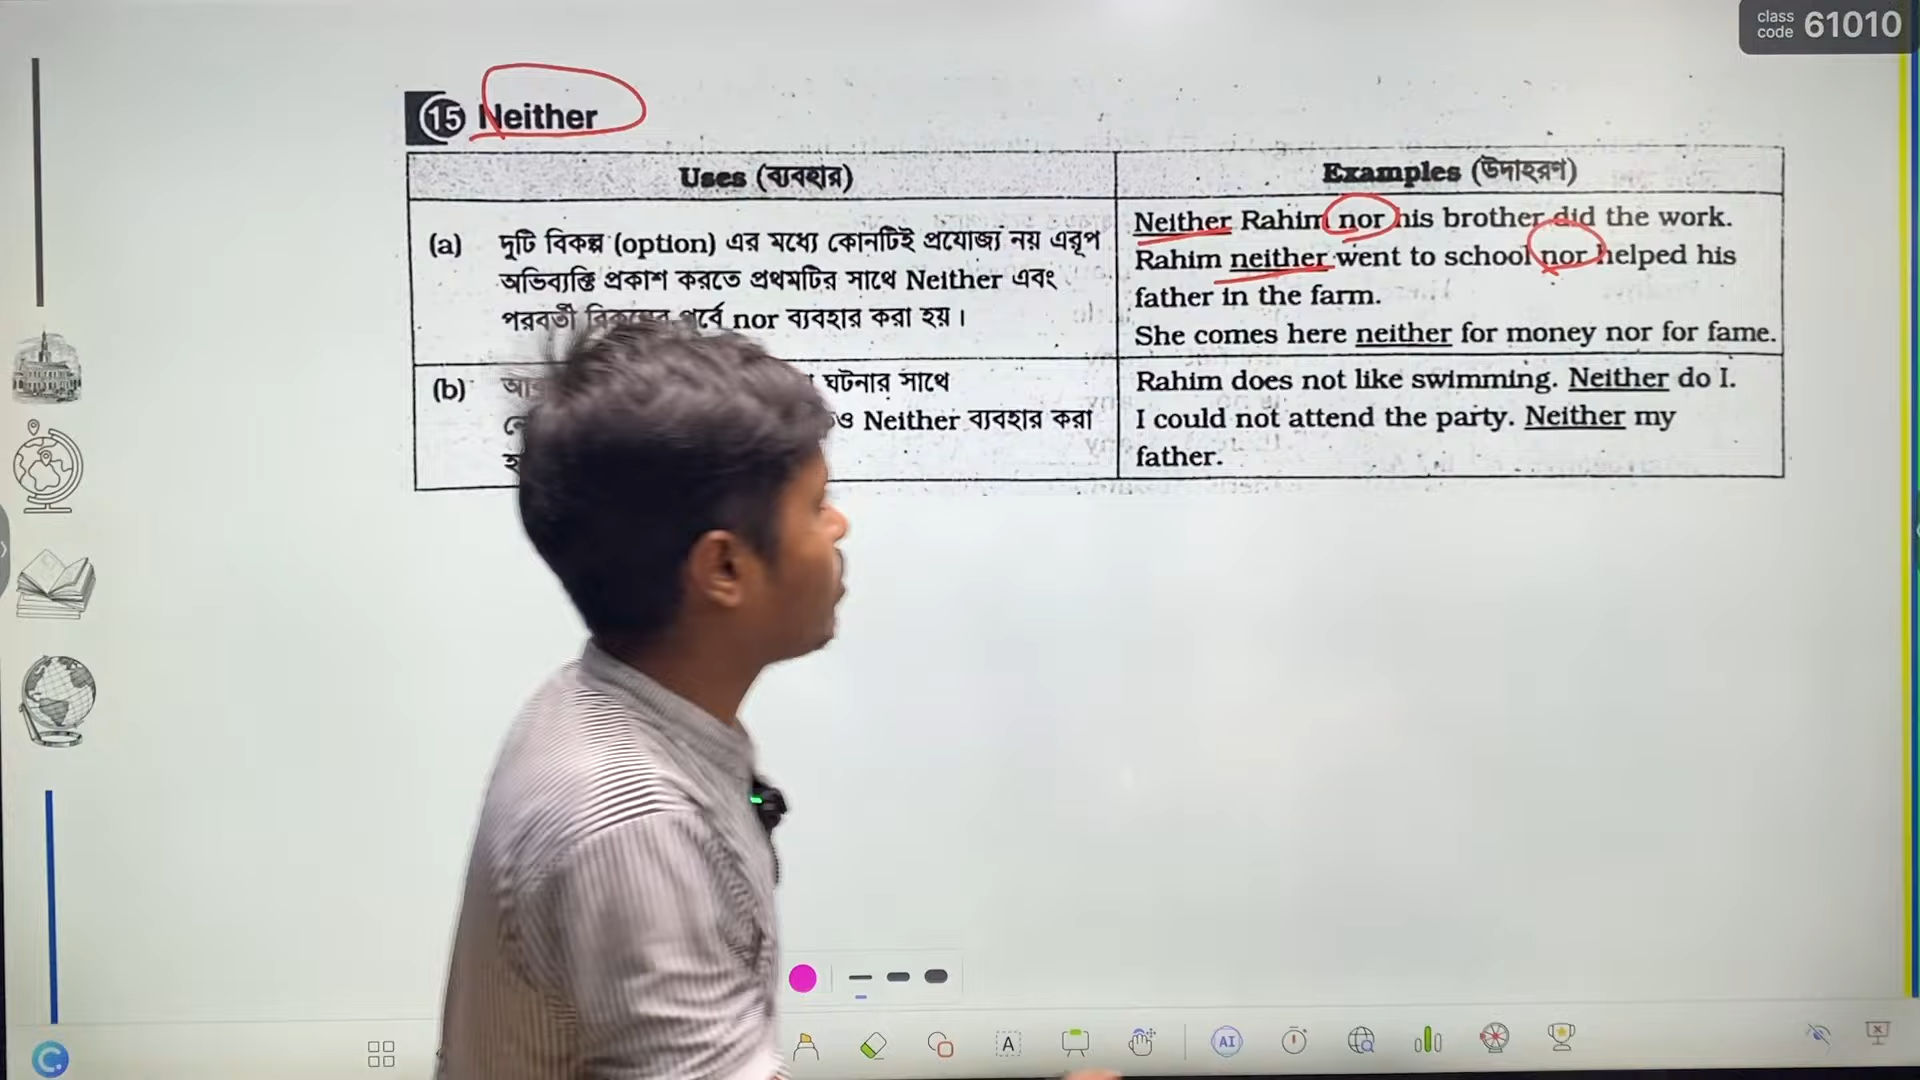 class
code 61010
15 Neither
Uses (ব্যবহার)
Examples (উদাহরণ)
(a) দুটি বিকল্প (option) এর মধ্যে কোনটিই প্রযোজ্য নয় এরূপ
অভিব্যক্তি প্রকাশ করতে প্রথমটির সাথে Neither এবং
পরবর্তী পূর্বে nor ব্যবহার করা হয়।
Neither Rahim nor his brother did the work.
Rahim neither went to school nor helped his
father in the farm.
She comes here neither for money nor for fame.
(b) ঘটনার সাথে
Neither ব্যবহার করা
Rahim does not like swimming. Neither do I.
I could not attend the party. Neither my
father.
A
AI